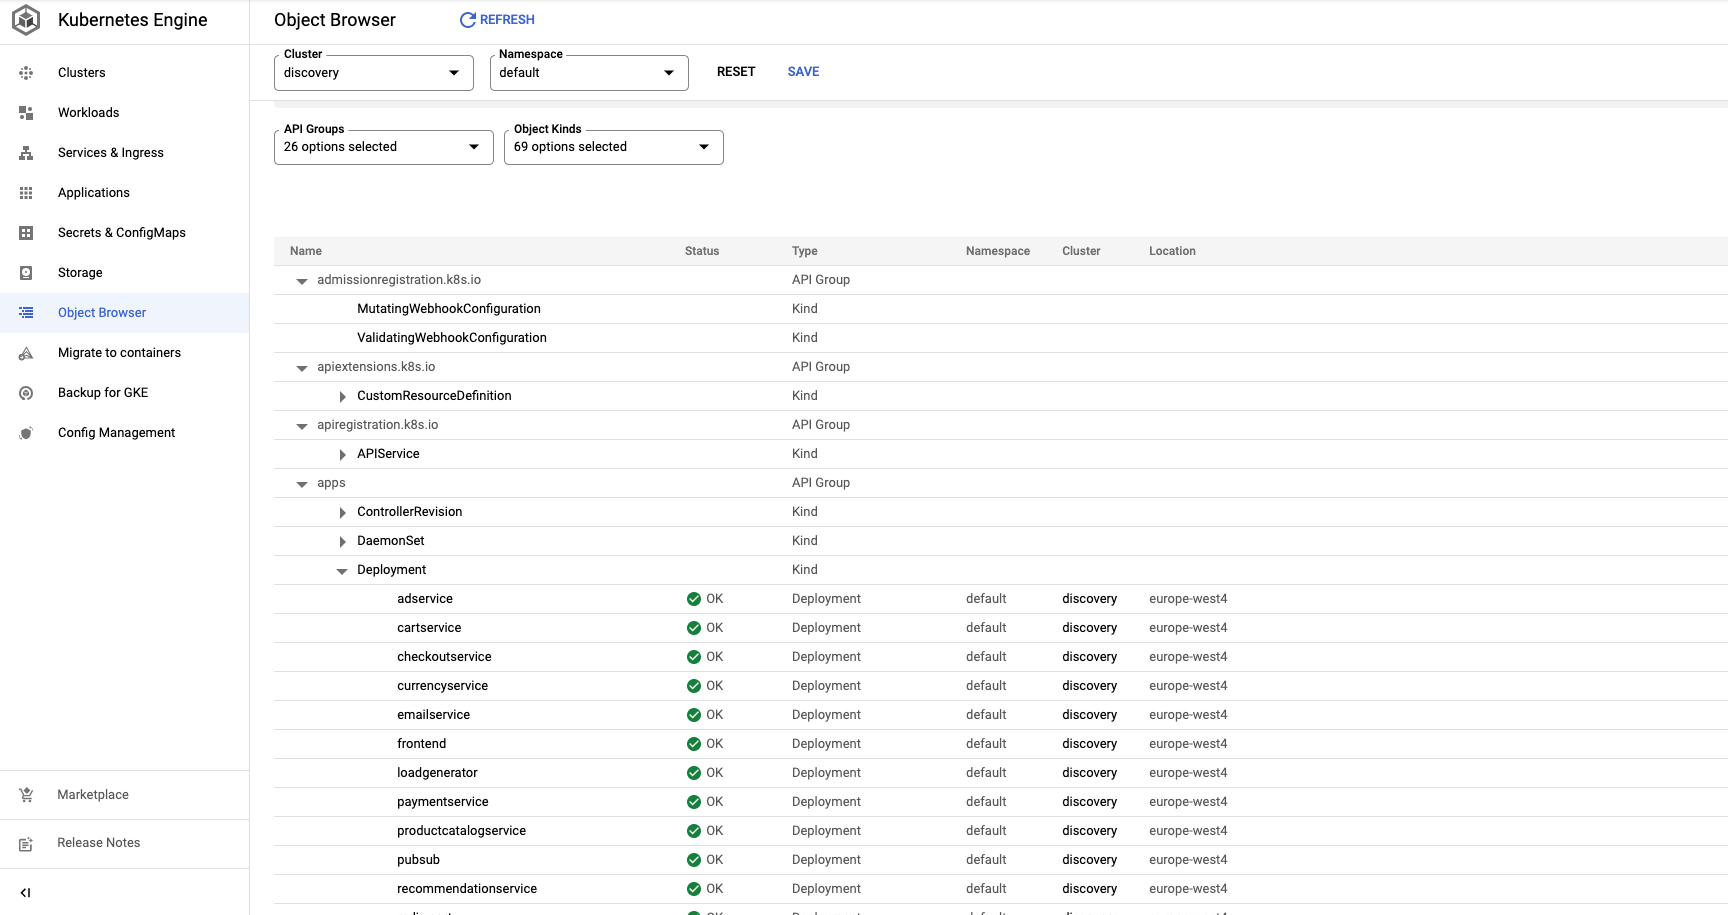 Kubernetes Engine
Object Browser
REFRESH
Cluster
discovery
Namespace
default
RESET
SAVE
Clusters
Workloads
Services & Ingress
Applications
Secrets & ConfigMaps
Storage
Object Browser
Migrate to containers
Backup for GKE
Config Management
Marketplace
Release Notes
API Groups
26 options selected
Object Kinds
69 options selected
Name Status Type Namespace Cluster Location
admissionregistration.k8s.io API Group
MutatingWebhookConfiguration Kind
ValidatingWebhookConfiguration Kind
apiextensions.k8s.io API Group
CustomResourceDefinition Kind
apiregistration.k8s.io API Group
APIService Kind
apps API Group
ControllerRevision Kind
DaemonSet Kind
Deployment Kind
adservice OK Deployment default discovery europe-west4
cartservice OK Deployment default discovery europe-west4
checkoutservice OK Deployment default discovery europe-west4
currencyservice OK Deployment default discovery europe-west4
emailservice OK Deployment default discovery europe-west4
frontend OK Deployment default discovery europe-west4
loadgenerator OK Deployment default discovery europe-west4
paymentservice OK Deployment default discovery europe-west4
productcatalogservice OK Deployment default discovery europe-west4
pubsub OK Deployment default discovery europe-west4
recommendationservice OK Deployment default discovery europe-west4